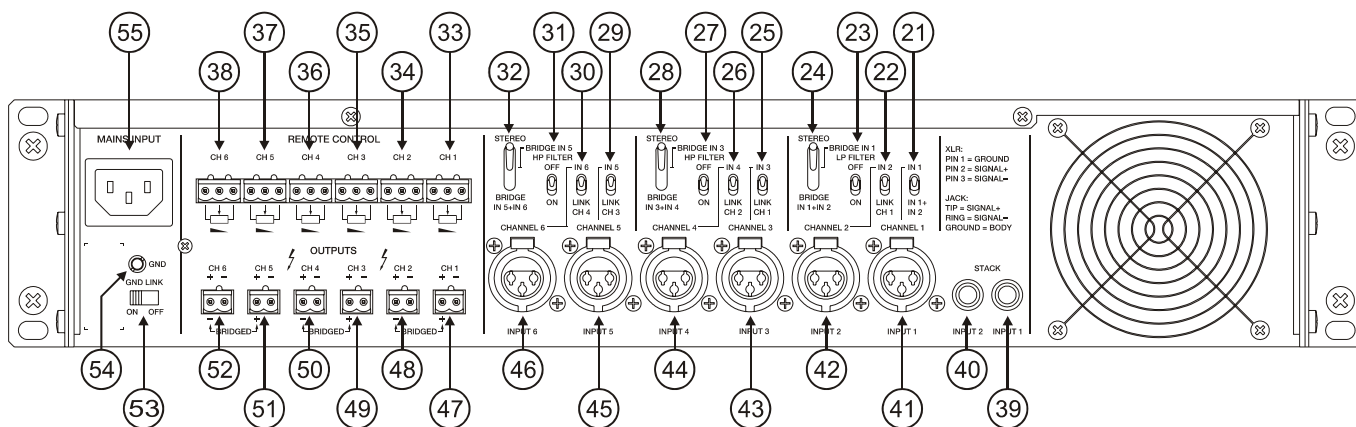 55 37 35 33 31 29 27 25 23 21
38 36 34 32 30 28 26 24 22
MAINS INPUT
REMOTE CONTROL
CH 6 CH 5 CH 4 CH 3 CH 2 CH 1
OUTPUTS
CH 6 CH 5 CH 4 CH 3 CH 2 CH 1
+ - + - + - + - + - + -
- BRIDGED + - BRIDGED + - BRIDGED +
GND
GND LINK
ON OFF
STEREO
BRIDGE IN 5
HP FILTER
OFF
ON
BRIDGE
IN 5+IN 6
IN 6
LINK
CH 4
IN 5
LINK
CH 3
CHANNEL 6 CHANNEL 5
STEREO
BRIDGE IN 3
HP FILTER
OFF
ON
BRIDGE
IN 3+IN 4
IN 4
LINK
CH 2
IN 3
LINK
CH 1
CHANNEL 4 CHANNEL 3
STEREO
BRIDGE IN 1
LP FILTER
OFF
ON
BRIDGE
IN 1+IN 2
IN 2
LINK
CH 1
IN 1
IN 1+
IN 2
CHANNEL 2 CHANNEL 1
XLR:
PIN 1 = GROUND
PIN 2 = SIGNAL+
PIN 3 = SIGNAL-
JACK:
TIP = SIGNAL+
RING = SIGNAL-
GROUND = BODY
STACK
INPUT 6 INPUT 5 INPUT 4 INPUT 3 INPUT 2 INPUT 1 INPUT 2 INPUT 1
54 52 50 48 46 44 42 40
53 51 49 47 45 43 41 39